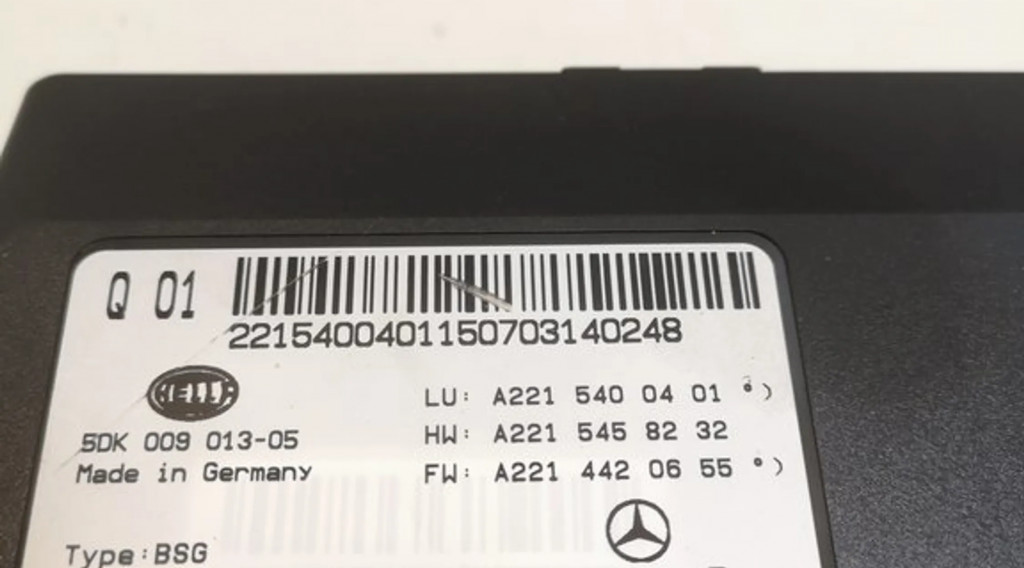 Q 01
2215400401150703140248
HELLA
LU: A221 540 04 01 °)
5DK 009 013-05
HW: A221 545 82 32
Made in Germany
FW: A221 442 06 55 °)
Type:BSG